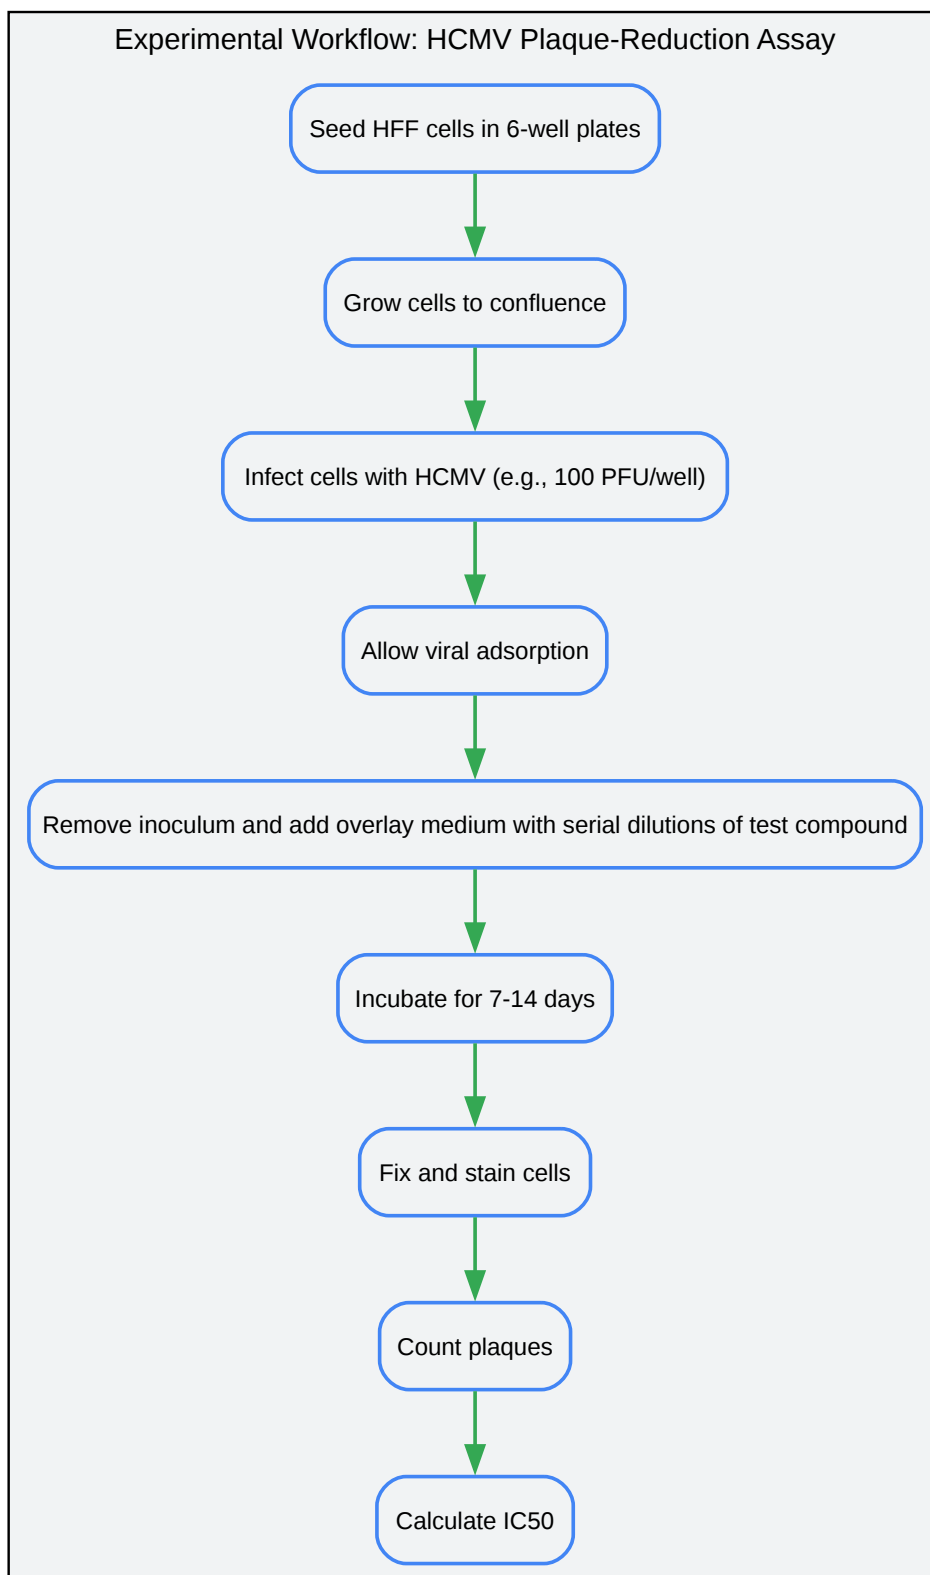 Experimental Workflow: HCMV Plaque-Reduction Assay
Seed HFF cells in 6-well plates
Grow cells to confluence
Infect cells with HCMV (e.g., 100 PFU/well)
Allow viral adsorption
Remove inoculum and add overlay medium with serial dilutions of test compound
Incubate for 7-14 days
Fix and stain cells
Count plaques
Calculate IC50